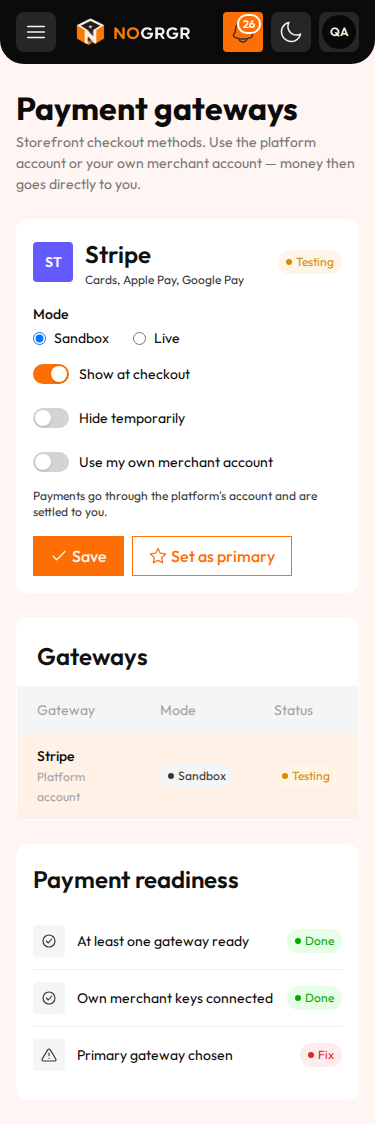 NOGRGR
26
QA
Payment gateways
Storefront checkout methods. Use the platform
account or your own merchant account — money then
goes directly to you.
ST
Stripe
Testing
Cards, Apple Pay, Google Pay
Mode
Sandbox
Live
Show at checkout
Hide temporarily
Use my own merchant account
Payments go through the platform's account and are
settled to you.
Save
Set as primary
Gateways
Gateway Mode Status
Stripe
Platform
account
Sandbox
Testing
Payment readiness
At least one gateway ready
Done
Own merchant keys connected
Done
Primary gateway chosen
Fix